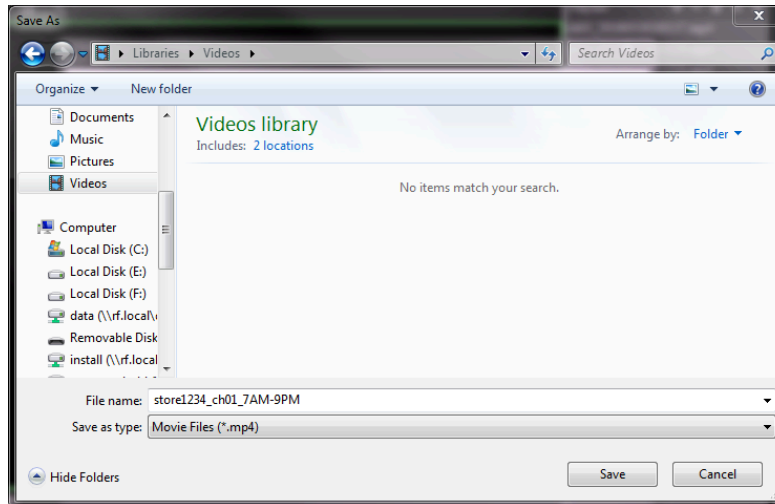 Save As
Libraries Videos
Search Videos
Organize New folder
Documents
Music
Pictures
Videos
Computer
Local Disk (C:)
Local Disk (E:)
Local Disk (F:)
data (\\rf.local\
Removable Disk
install (\\rf.local
Videos library
Includes: 2 locations
Arrange by: Folder
No items match your search.
File name: store1234_ch01_7AM-9PM
Save as type: Movie Files (*.mp4)
Hide Folders
Save Cancel